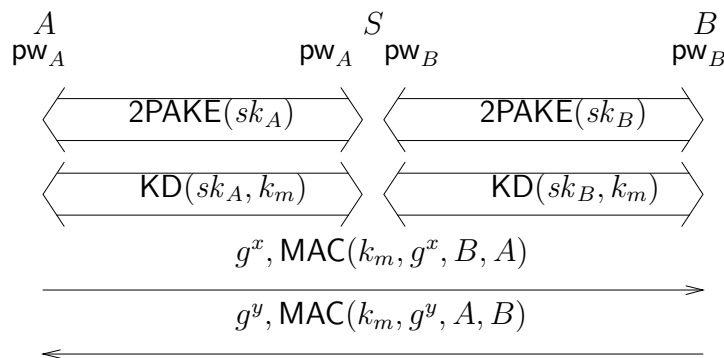 A S B
pw_A pw_A pw_B pw_B
2PAKE(sk_A) 2PAKE(sk_B)
KD(sk_A, k_m) KD(sk_B, k_m)
g^x, MAC(k_m, g^x, B, A)
g^y, MAC(k_m, g^y, A, B)